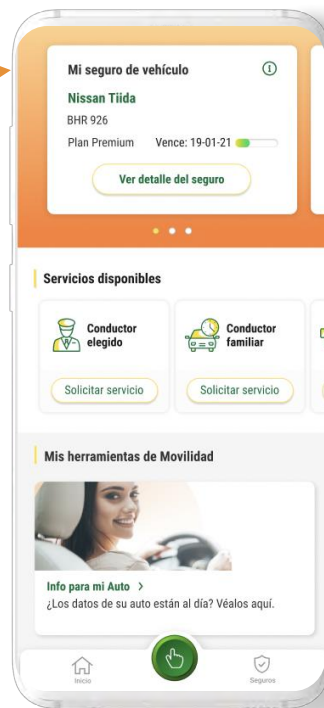 Mi seguro de vehículo
Nissan Tiida
BHR 926
Plan Premium Vence: 19-01-21
Ver detalle del seguro
Servicios disponibles
Conductor elegido
Conductor familiar
Solicitar servicio
Solicitar servicio
Mis herramientas de Movilidad
Info para mi Auto >
¿Los datos de su auto están al día? Véalos aquí.
Inicio
Seguros